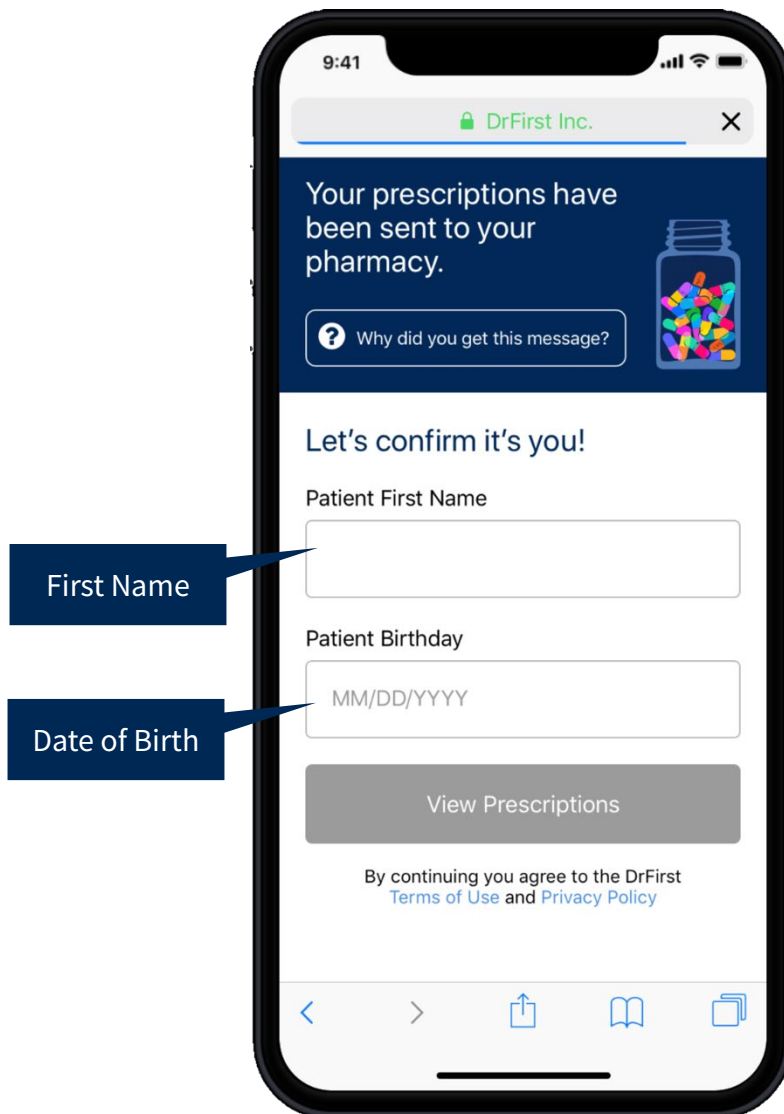 9:41
DrFirst Inc.
Your prescriptions have
been sent to your
pharmacy.
? Why did you get this message?
Let's confirm it's you!
Patient First Name
First Name
Patient Birthday
MM/DD/YYYY
Date of Birth
View Prescriptions
By continuing you agree to the DrFirst
Terms of Use and Privacy Policy